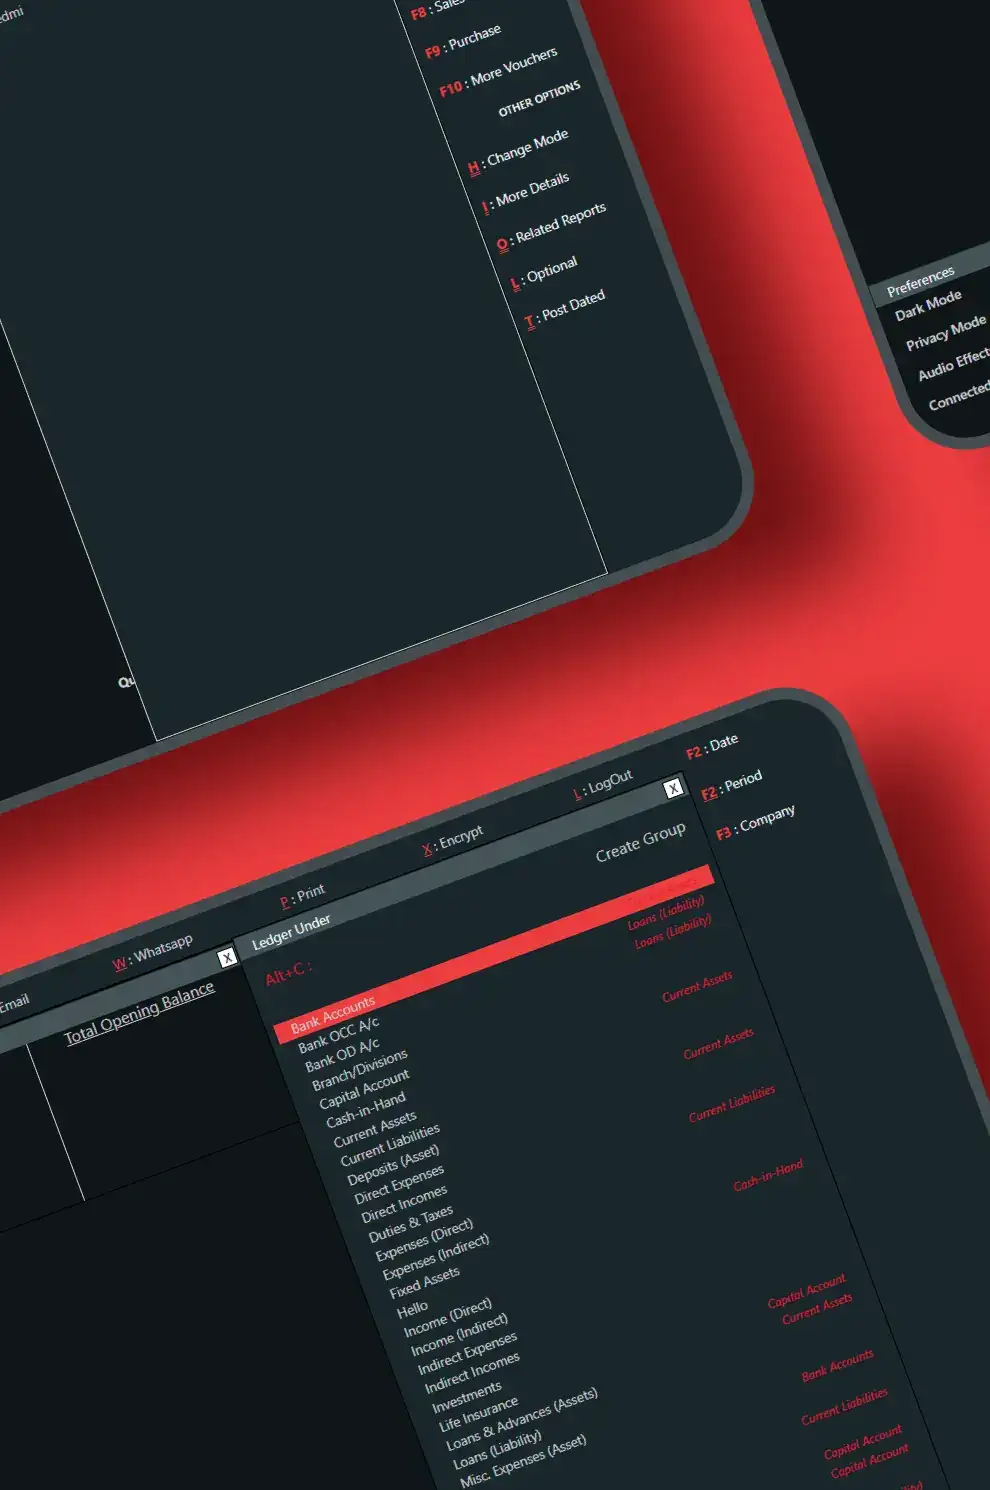 edmi
F8 : Sales
F9 : Purchase
F10 : More Vouchers
OTHER OPTIONS
H : Change Mode
I : More Details
O : Related Reports
L : Optional
T : Post Dated
Qu
Preferences
Dark Mode
Privacy Mode
Audio Effect
Connected
Email
W : Whatsapp
P : Print
X : Encrypt
L : LogOut
F2 : Date
F2 : Period
F3 : Company
X
Total Opening Balance
Ledger Under
X
Create Group
Alt+C :
Bank Accounts
Bank OCC A/c Loans (Liability)
Bank OD A/c Loans (Liability)
Branch/Divisions
Capital Account
Cash-in-Hand Current Assets
Current Assets
Current Liabilities
Deposits (Asset) Current Assets
Direct Expenses
Direct Incomes
Duties & Taxes Current Liabilities
Expenses (Direct)
Expenses (Indirect)
Fixed Assets
Hello Cash-in-Hand
Income (Direct)
Income (Indirect)
Indirect Expenses
Indirect Incomes
Investments
Life Insurance Capital Account
Loans & Advances (Assets) Current Assets
Loans (Liability)
Misc. Expenses (Asset)
Bank Accounts
Current Liabilities
Capital Account
Capital Account